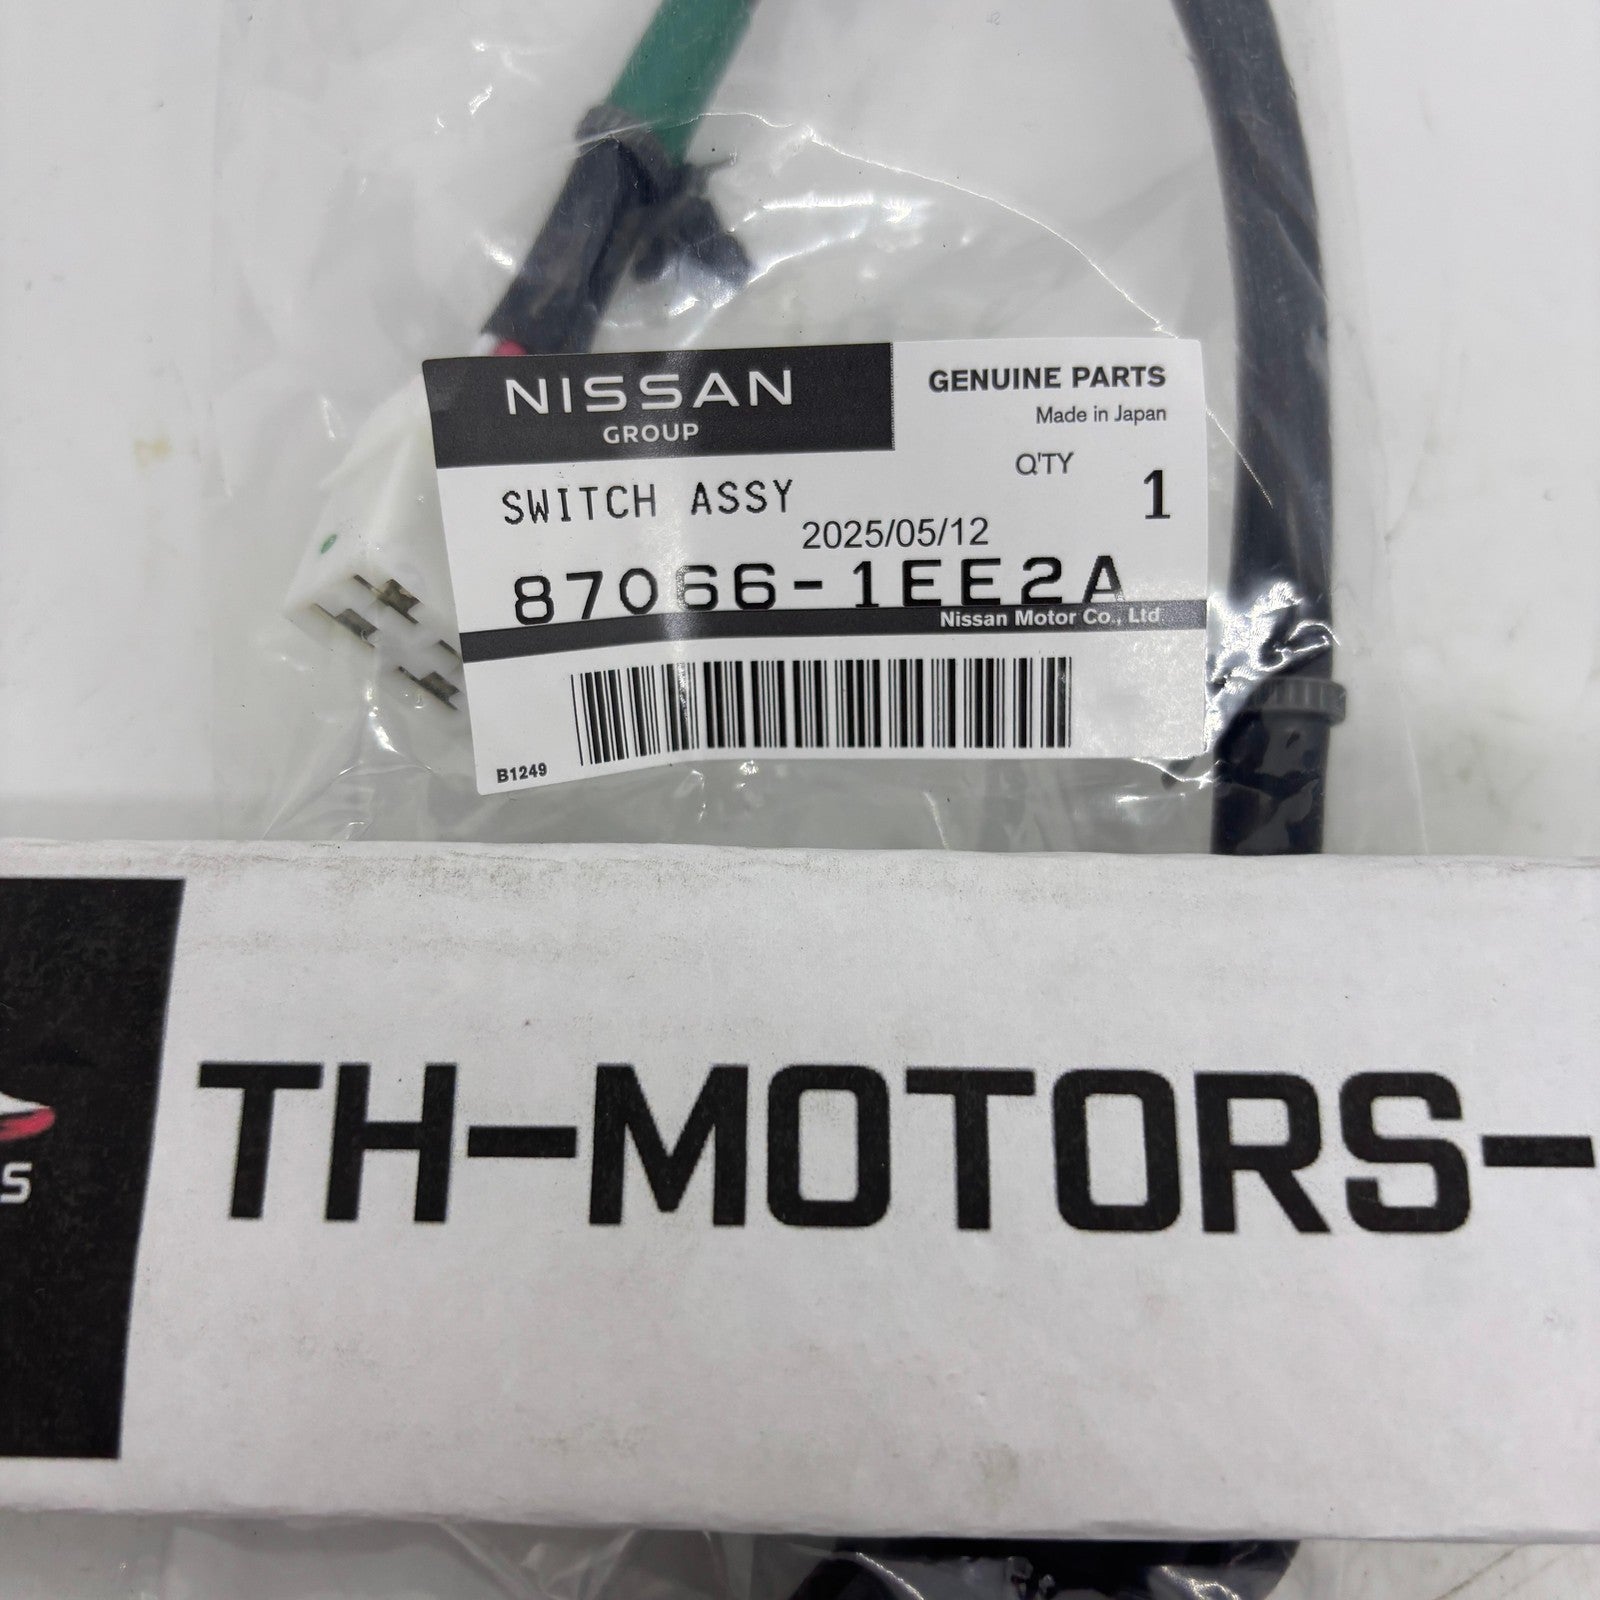 NISSAN
GROUP
GENUINE PARTS
Made in Japan
Q'TY
1
SWITCH ASSY
2025/05/12
87066-1EE2A
Nissan Motor Co., Ltd.
B1249
TH-MOTORS-
S